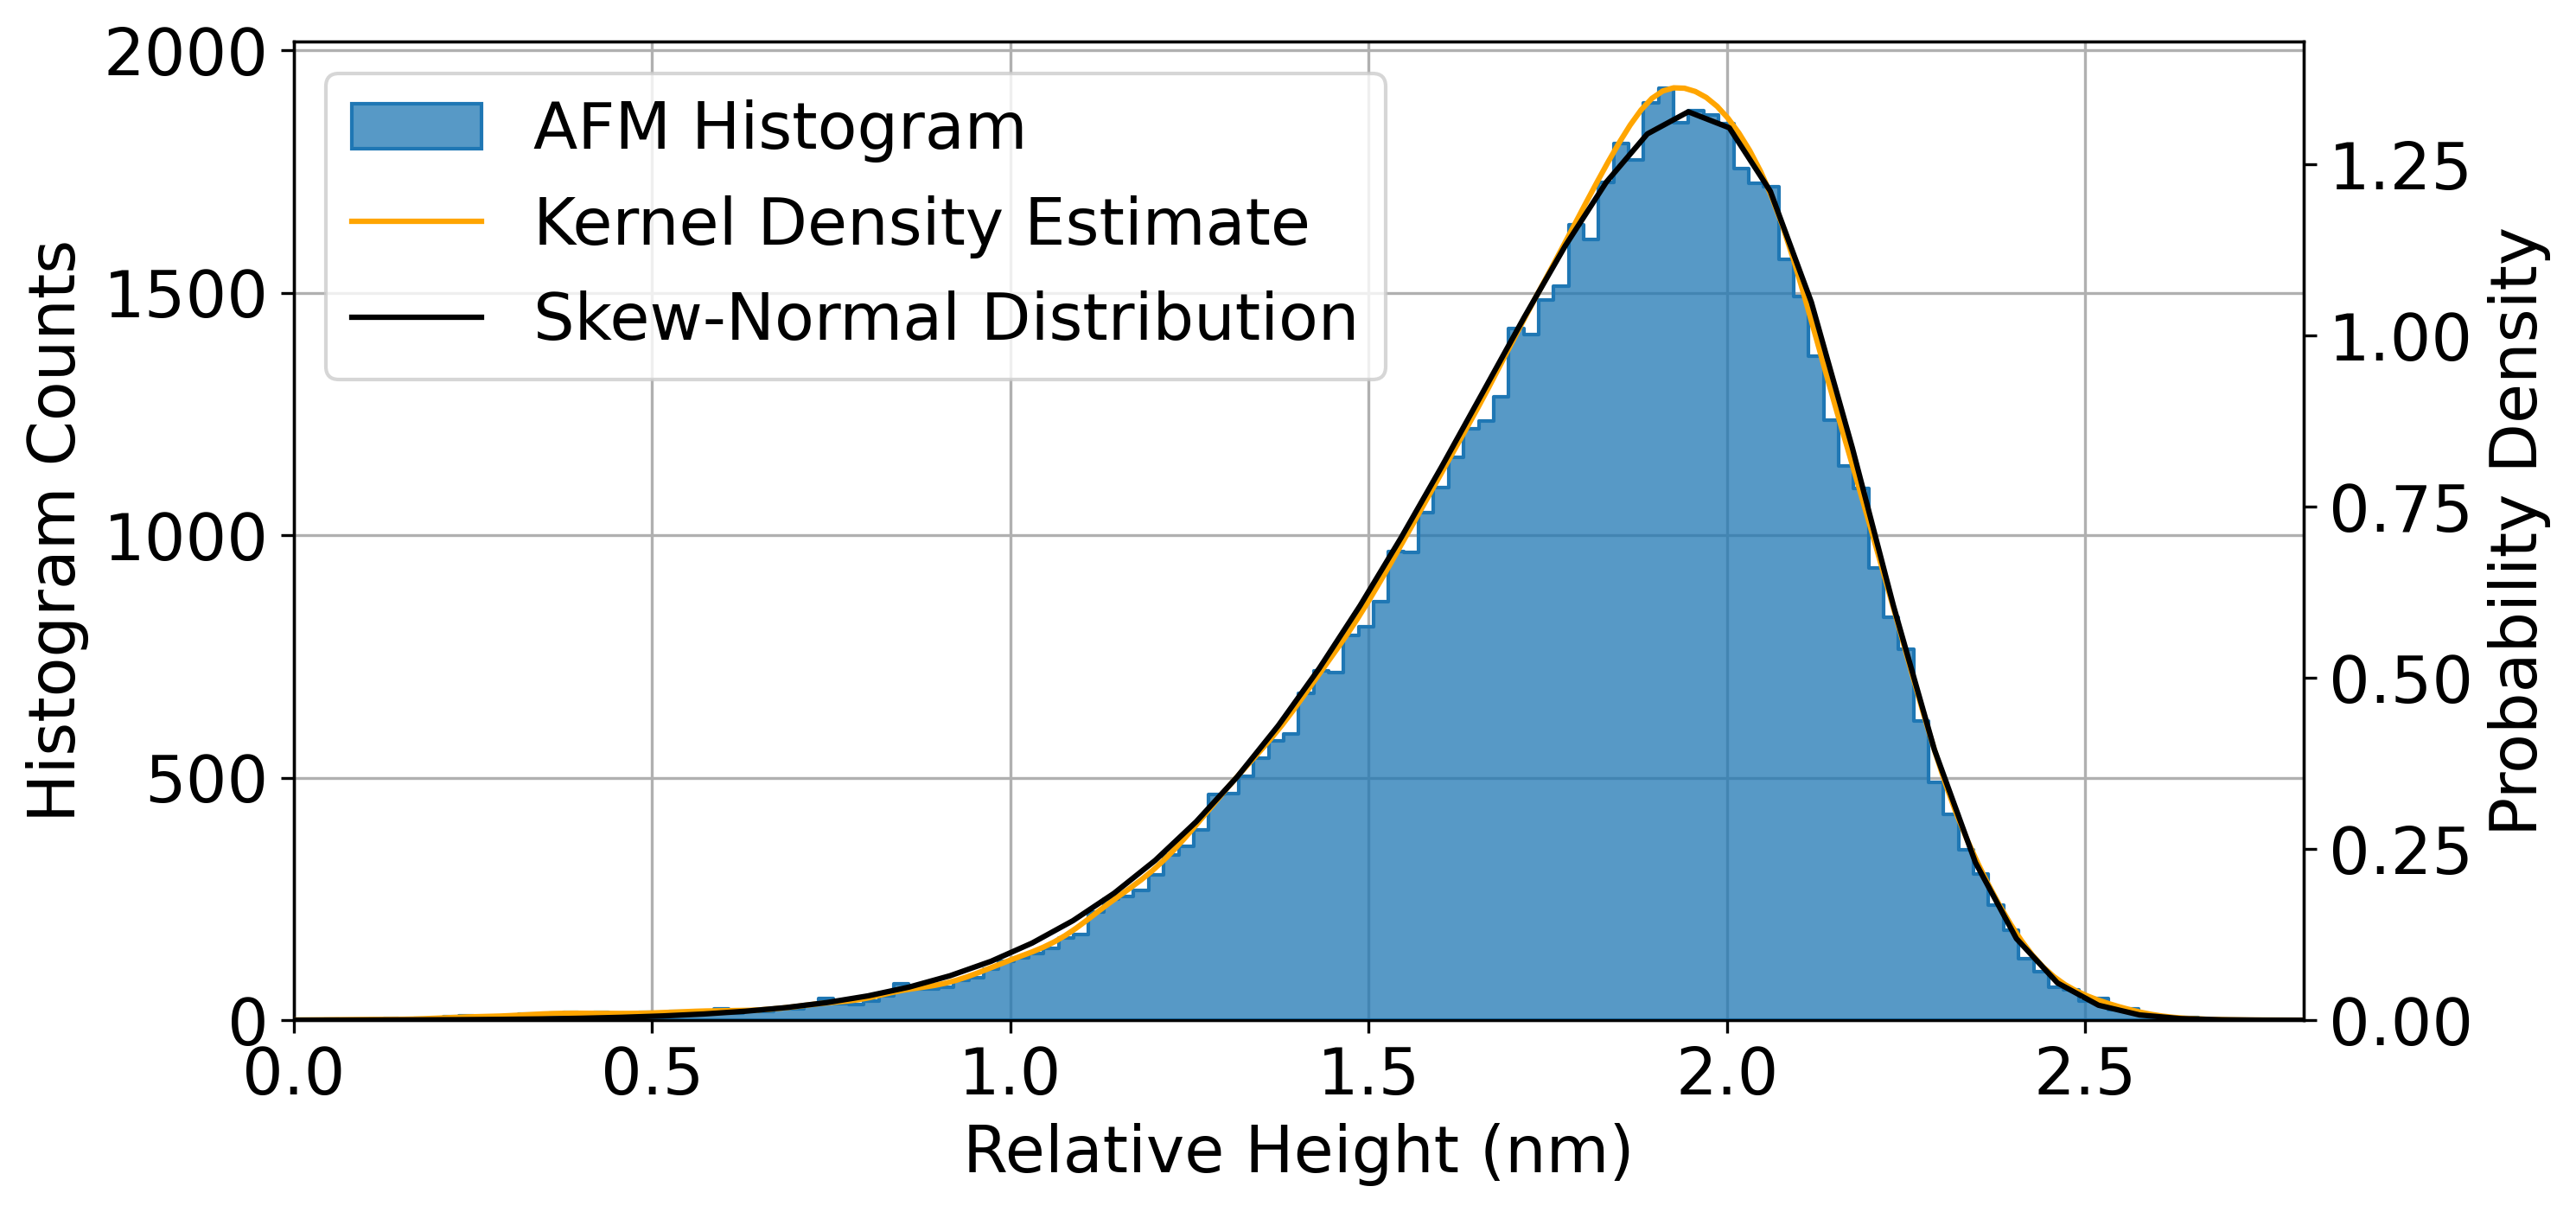 2000
1500
1000
500
0
Histogram Counts
AFM Histogram
Kernel Density Estimate
Skew-Normal Distribution
1.25
1.00
0.75
0.50
0.25
0.00
Probability Density
0.0 0.5 1.0 1.5 2.0 2.5
Relative Height (nm)